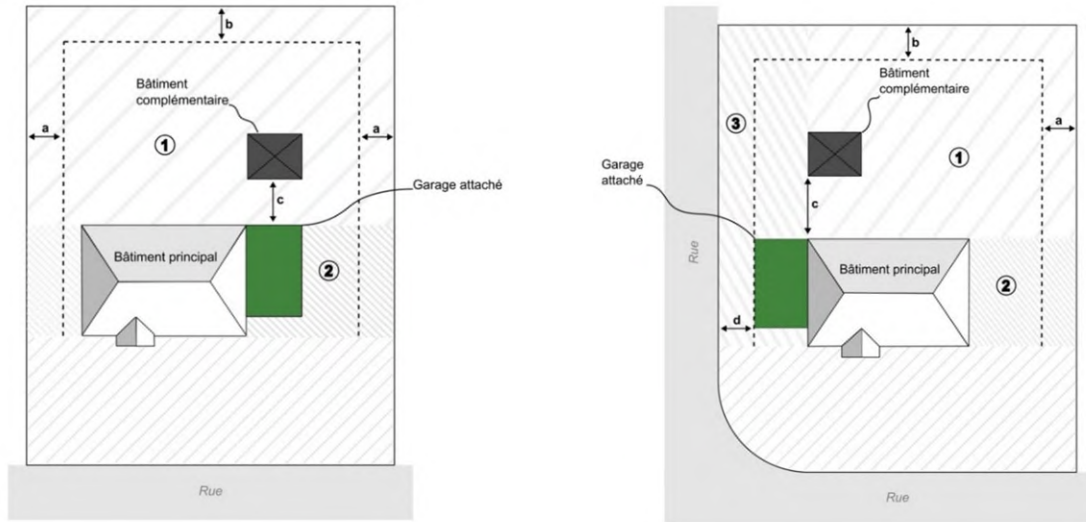 b
Bâtiment
complémentaire
a
1
a
c
Garage attaché
Bâtiment principal
2
Rue
b
Bâtiment
complémentaire
3
a
1
Garage
attaché
c
Rue
Bâtiment principal
2
d
Rue